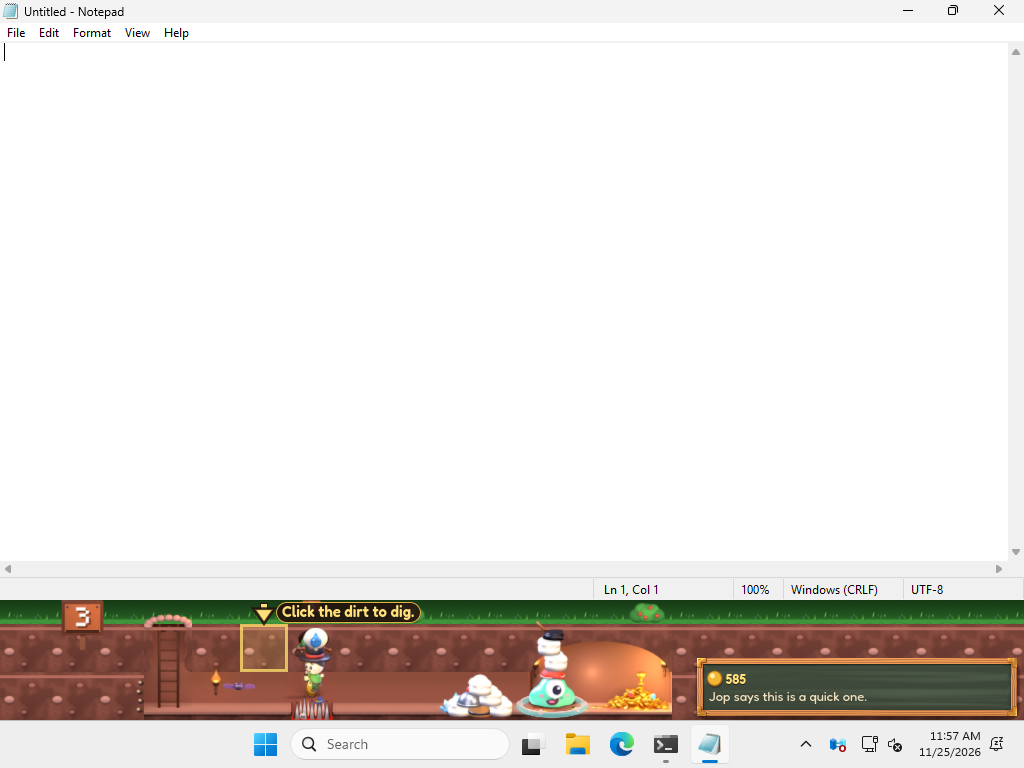 Untitled - Notepad
File Edit Format View Help
Ln 1, Col 1 100% Windows (CRLF) UTF-8
3
Click the dirt to dig.
585
Jop says this is a quick one.
Search
11:57 AM
11/25/2026